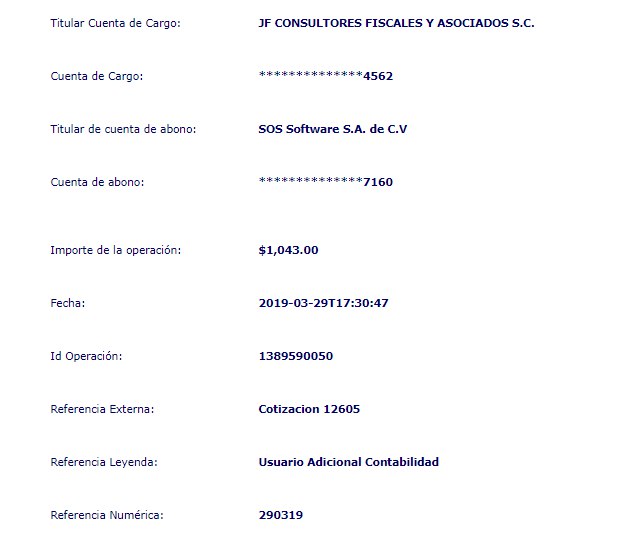 Titular Cuenta de Cargo: JF CONSULTORES FISCALES Y ASOCIADOS S.C.
Cuenta de Cargo: **************4562
Titular de cuenta de abono: SOS Software S.A. de C.V
Cuenta de abono: **************7160
Importe de la operación: $1,043.00
Fecha: 2019-03-29T17:30:47
Id Operación: 1389590050
Referencia Externa: Cotizacion 12605
Referencia Leyenda: Usuario Adicional Contabilidad
Referencia Numérica: 290319